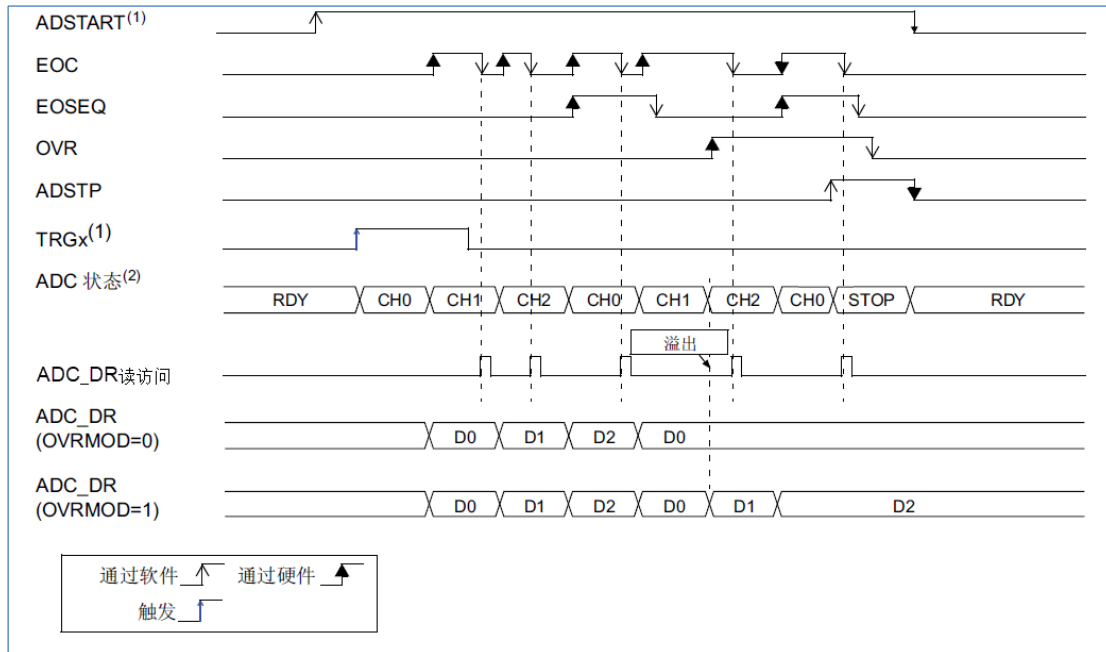 ADSTART(1)
EOC
EOSEQ
OVR
ADSTP
TRGx(1)
ADC 状态(2)
RDY CH0 CH1 CH2 CH0 CH1 CH2 CH0 STOP RDY
溢出
ADC_DR读访问
ADC_DR
(OVRMOD=0)
D0 D1 D2 D0
ADC_DR
(OVRMOD=1)
D0 D1 D2 D0 D1 D2
通过软件 通过硬件
触发